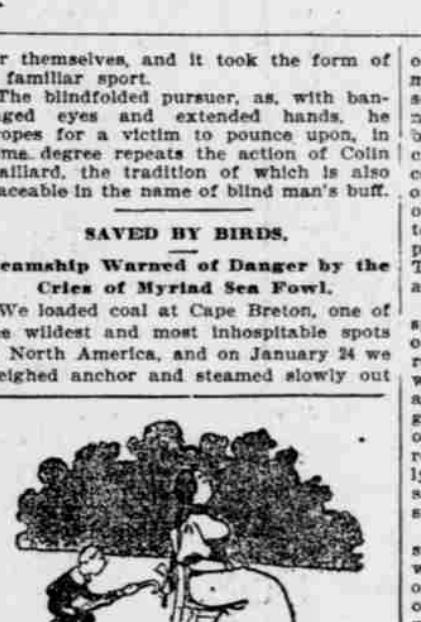 r themselves, and it took the form of
familiar sport.
The blindfolded pursuer, as, with ban-
ged eyes and extended hands, he
ropes for a victim to pounce upon, in
me degree repeats the action of Colin
aillard, the tradition of which is also
aceable in the name of blind man's buff.
SAVED BY BIRDS.
eamship Warned of Danger by the
Cries of Myriad Sea Fowl.
We loaded coal at Cape Breton, one of
e wildest and most inhospitable spots
North America, and on January 24 we
eighed anchor and steamed slowly out